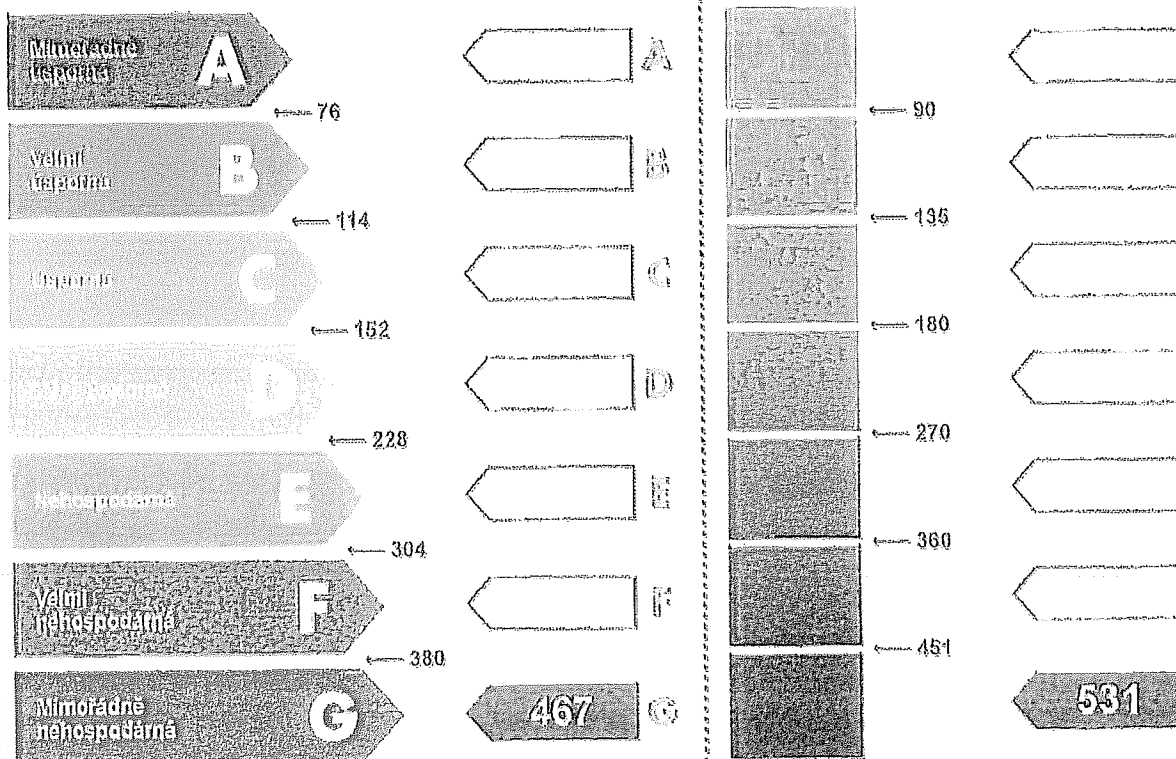 Mimořádně
úsporná
A
A
76
90
Velmi
úsporná
B
B
114
135
Úsporná
C
C
152
180
D
D
228
270
Nehospodárná
E
E
304
360
Velmi
nehospodárná
F
F
380
451
Mimořádně
nehospodárná
G
467
G
531